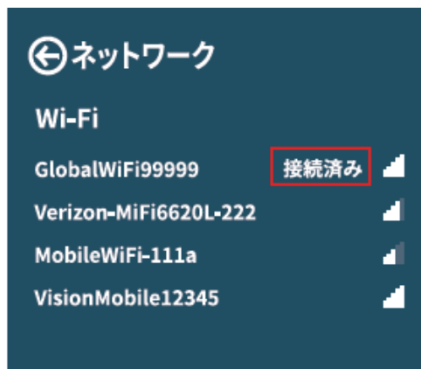 ネットワーク
Wi-Fi
GlobalWiFi99999 接続済み
Verizon-MiFi6620L-222
MobileWiFi-111a
VisionMobile12345